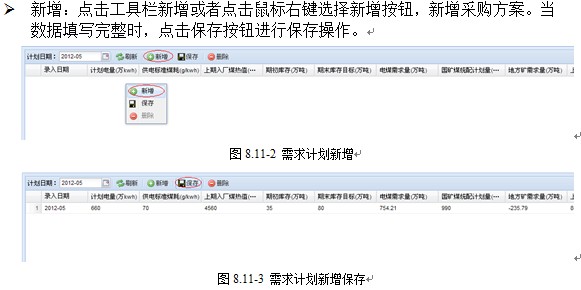 ➢ 新增：点击工具栏新增或者点击鼠标右键选择新增按钮，新增采购方案。当
数据填写完整时，点击保存按钮进行保存操作。
计划日期： 2012-05 刷新 新增 保存 删除
录入日期 计划电量(万kwh) 供电标准煤耗(g/kwh) 上期入厂煤热值(… 期初库存(万吨) 期末库存目标(万吨) 电煤需求量(万吨) 国矿煤统配计划量(… 地方矿需求量(万吨) 上
新增
保存
删除
图 8.11-2 需求计划新增
计划日期： 2012-05 刷新 新增 保存 删除
录入日期 计划电量(万kwh) 供电标准煤耗(g/kwh) 上期入厂煤热值(… 期初库存(万吨) 期末库存目标(万吨) 电煤需求量(万吨) 国矿煤统配计划量(… 地方矿需求量(万吨) 上
1 2012-05 660 70 4560 35 80 754.21 990 -235.79 8
图 8.11-3 需求计划新增保存